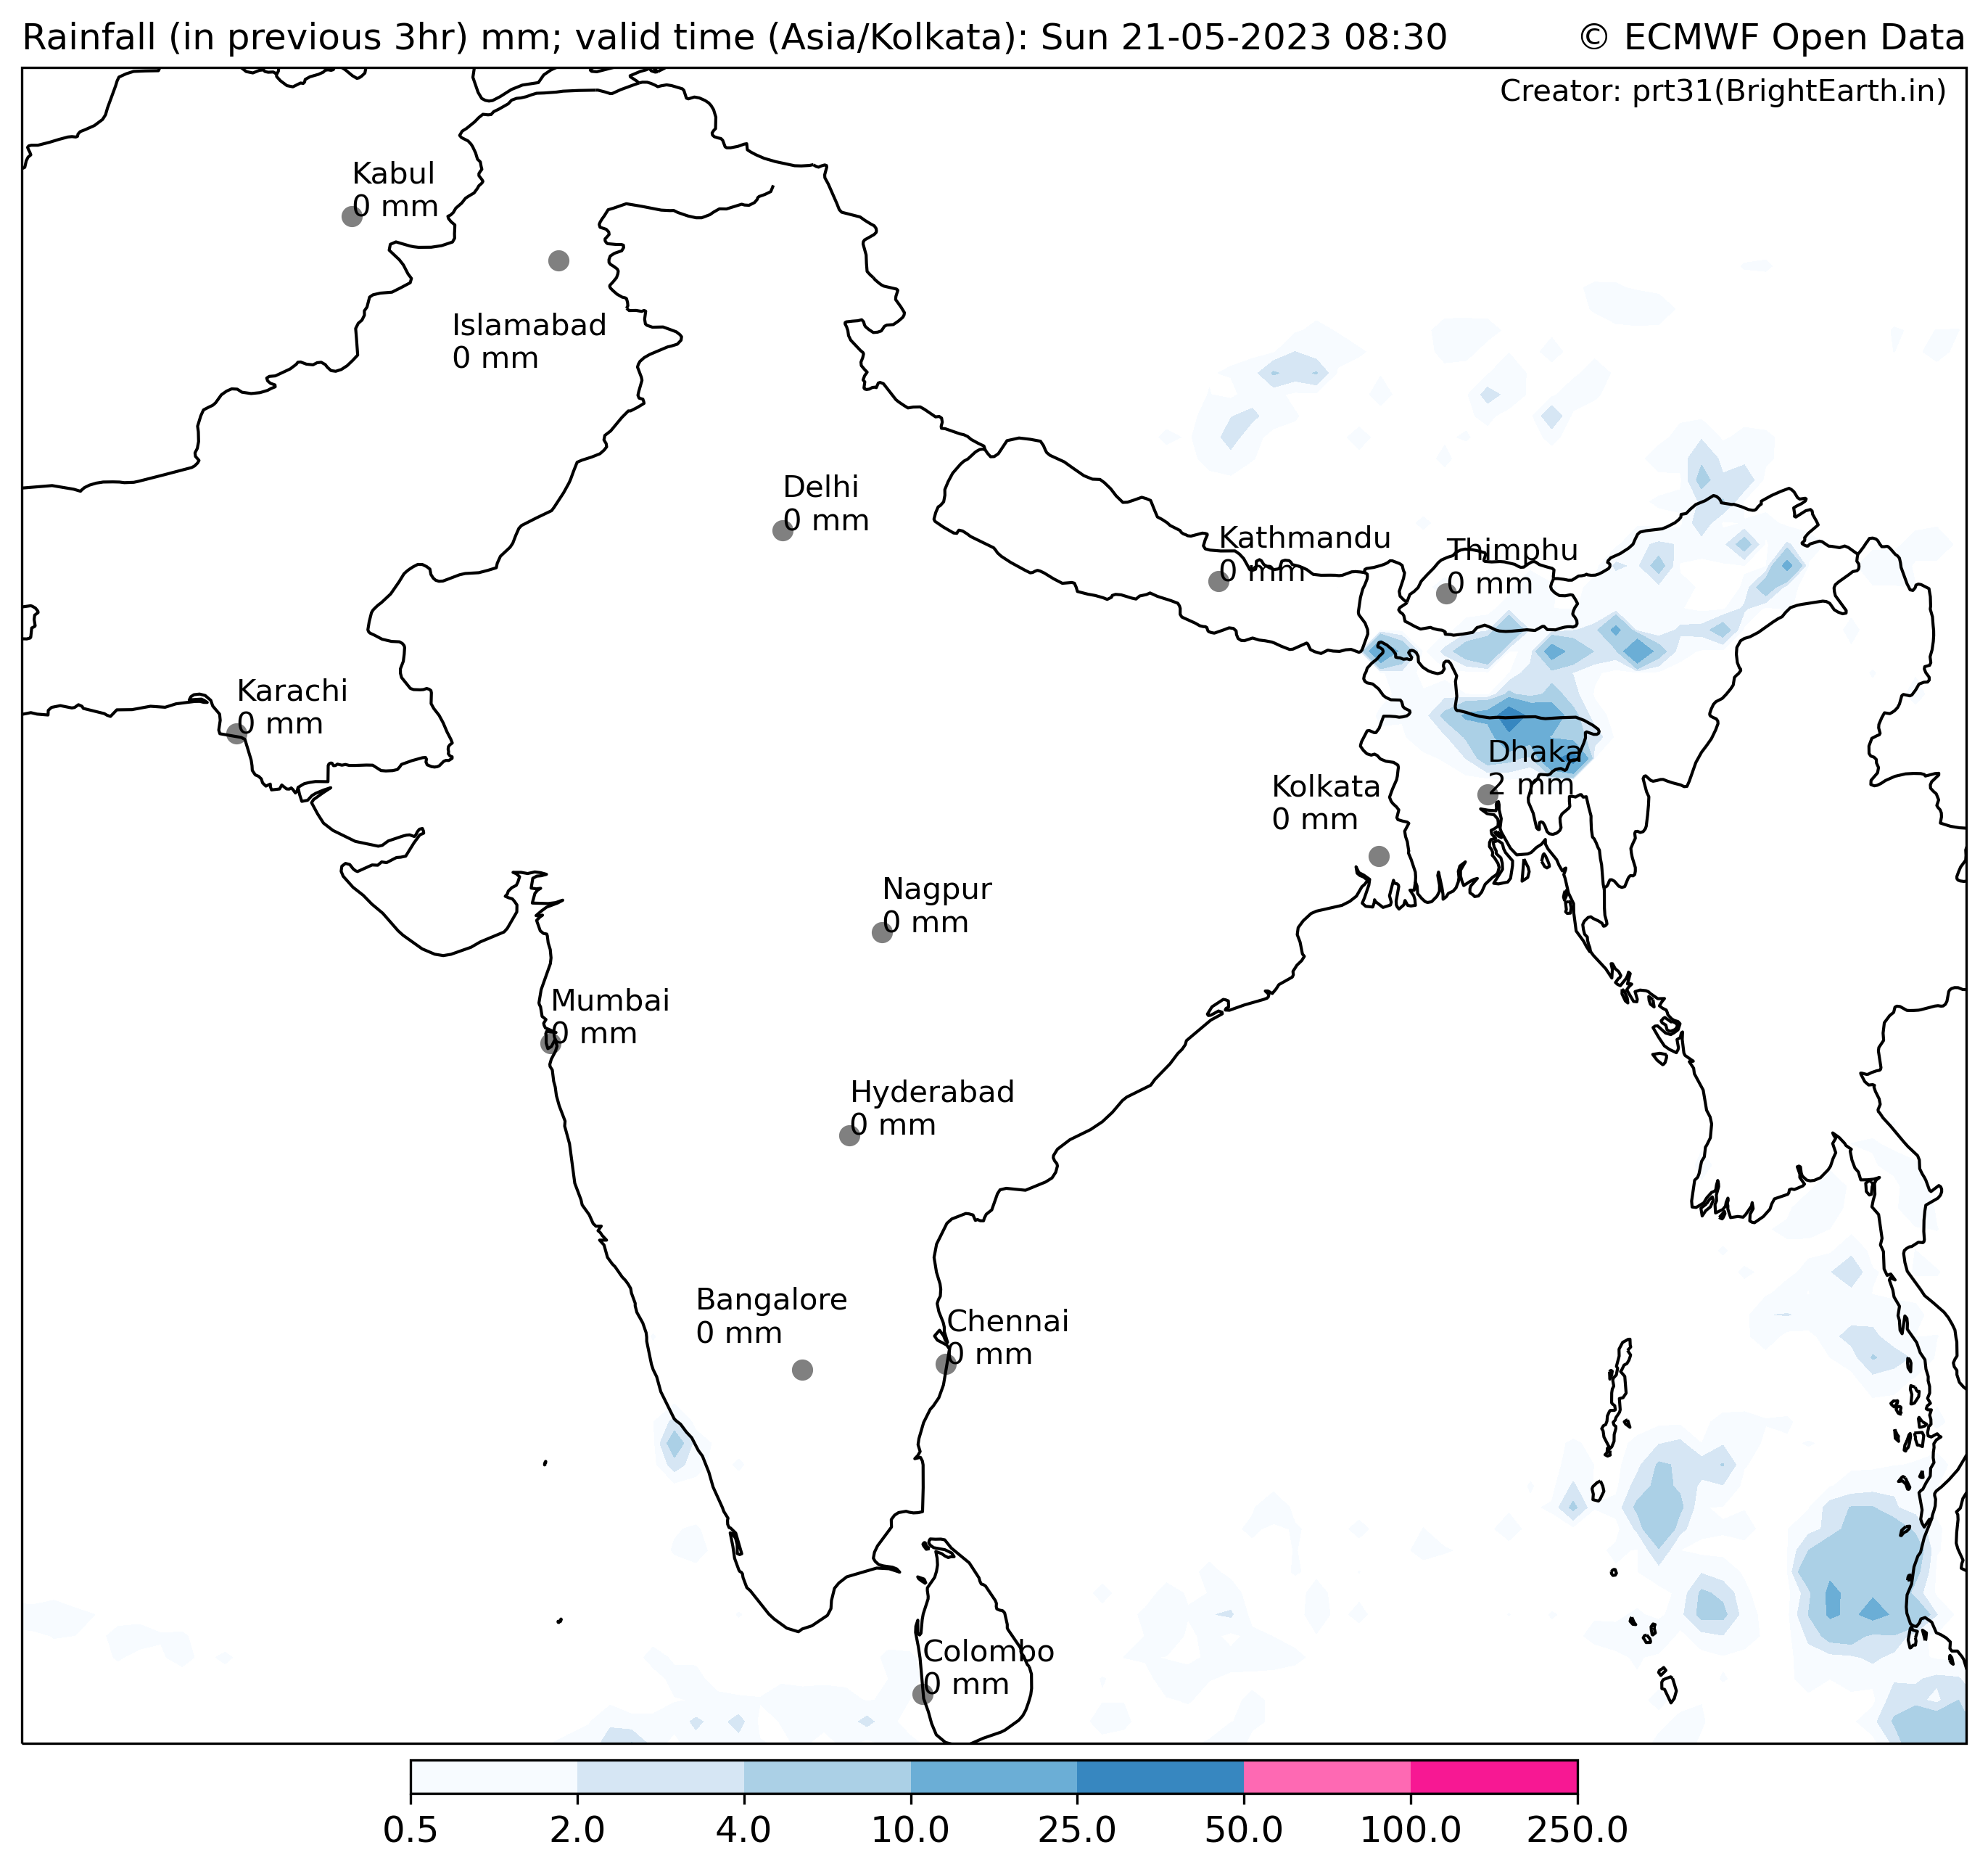 Rainfall (in previous 3hr) mm; valid time (Asia/Kolkata): Sun 21-05-2023 08:30
© ECMWF Open Data
Creator: prt31(BrightEarth.in)
Kabul
0 mm
Islamabad
0 mm
Delhi
0 mm
Kathmandu
0 mm
Thimphu
0 mm
Karachi
0 mm
Dhaka
2 mm
Kolkata
0 mm
Nagpur
0 mm
Mumbai
0 mm
Hyderabad
0 mm
Bangalore
0 mm
Chennai
0 mm
Colombo
0 mm
0.5 2.0 4.0 10.0 25.0 50.0 100.0 250.0